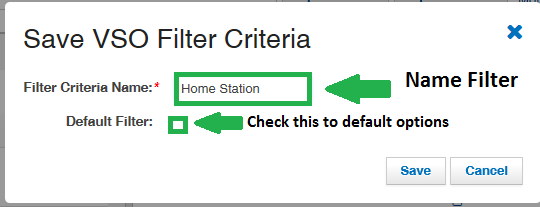 Save VSO Filter Criteria
Filter Criteria Name:* Home Station Name Filter
Default Filter: Check this to default options
Save Cancel